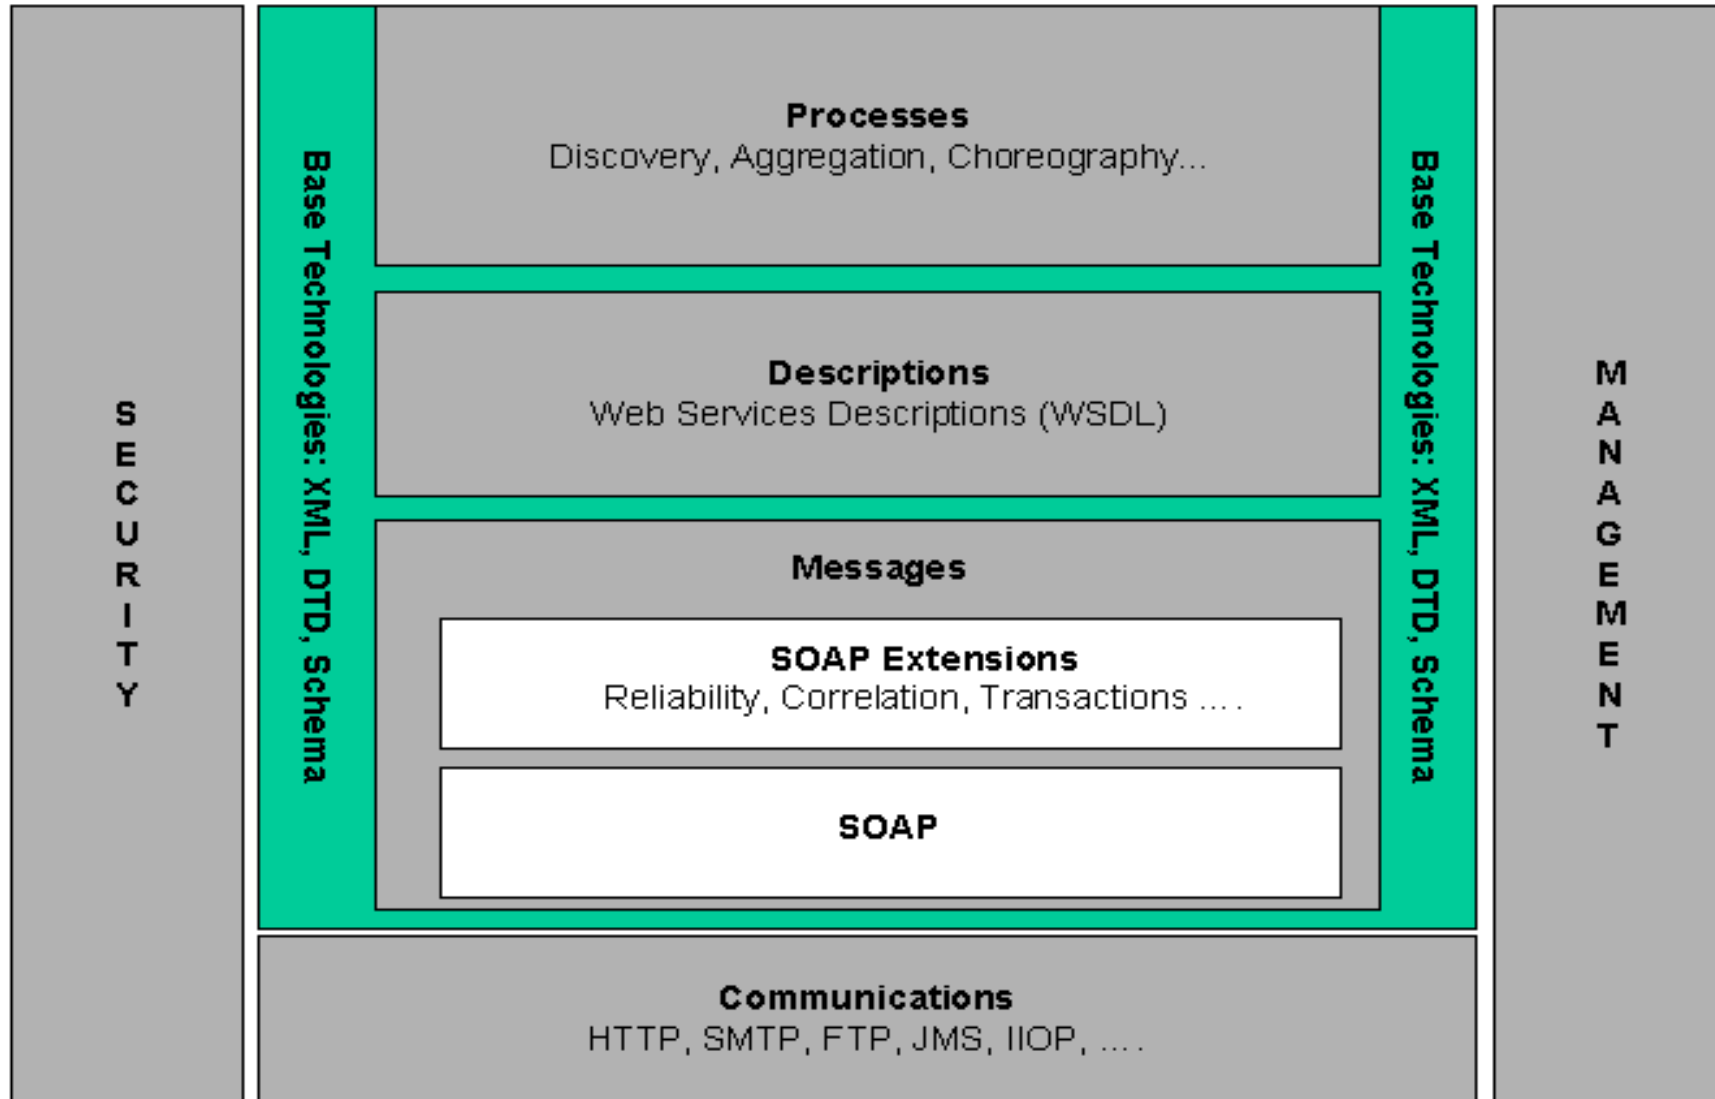 SECURITY
Base Technologies: XML, DTD, Schema
Processes
Discovery, Aggregation, Choreography...
Descriptions
Web Services Descriptions (WSDL)
Messages
SOAP Extensions
Reliability, Correlation, Transactions ....
SOAP
Base Technologies: XML, DTD, Schema
Communications
HTTP, SMTP, FTP, JMS, IIOP, ....
MANAGEMENT